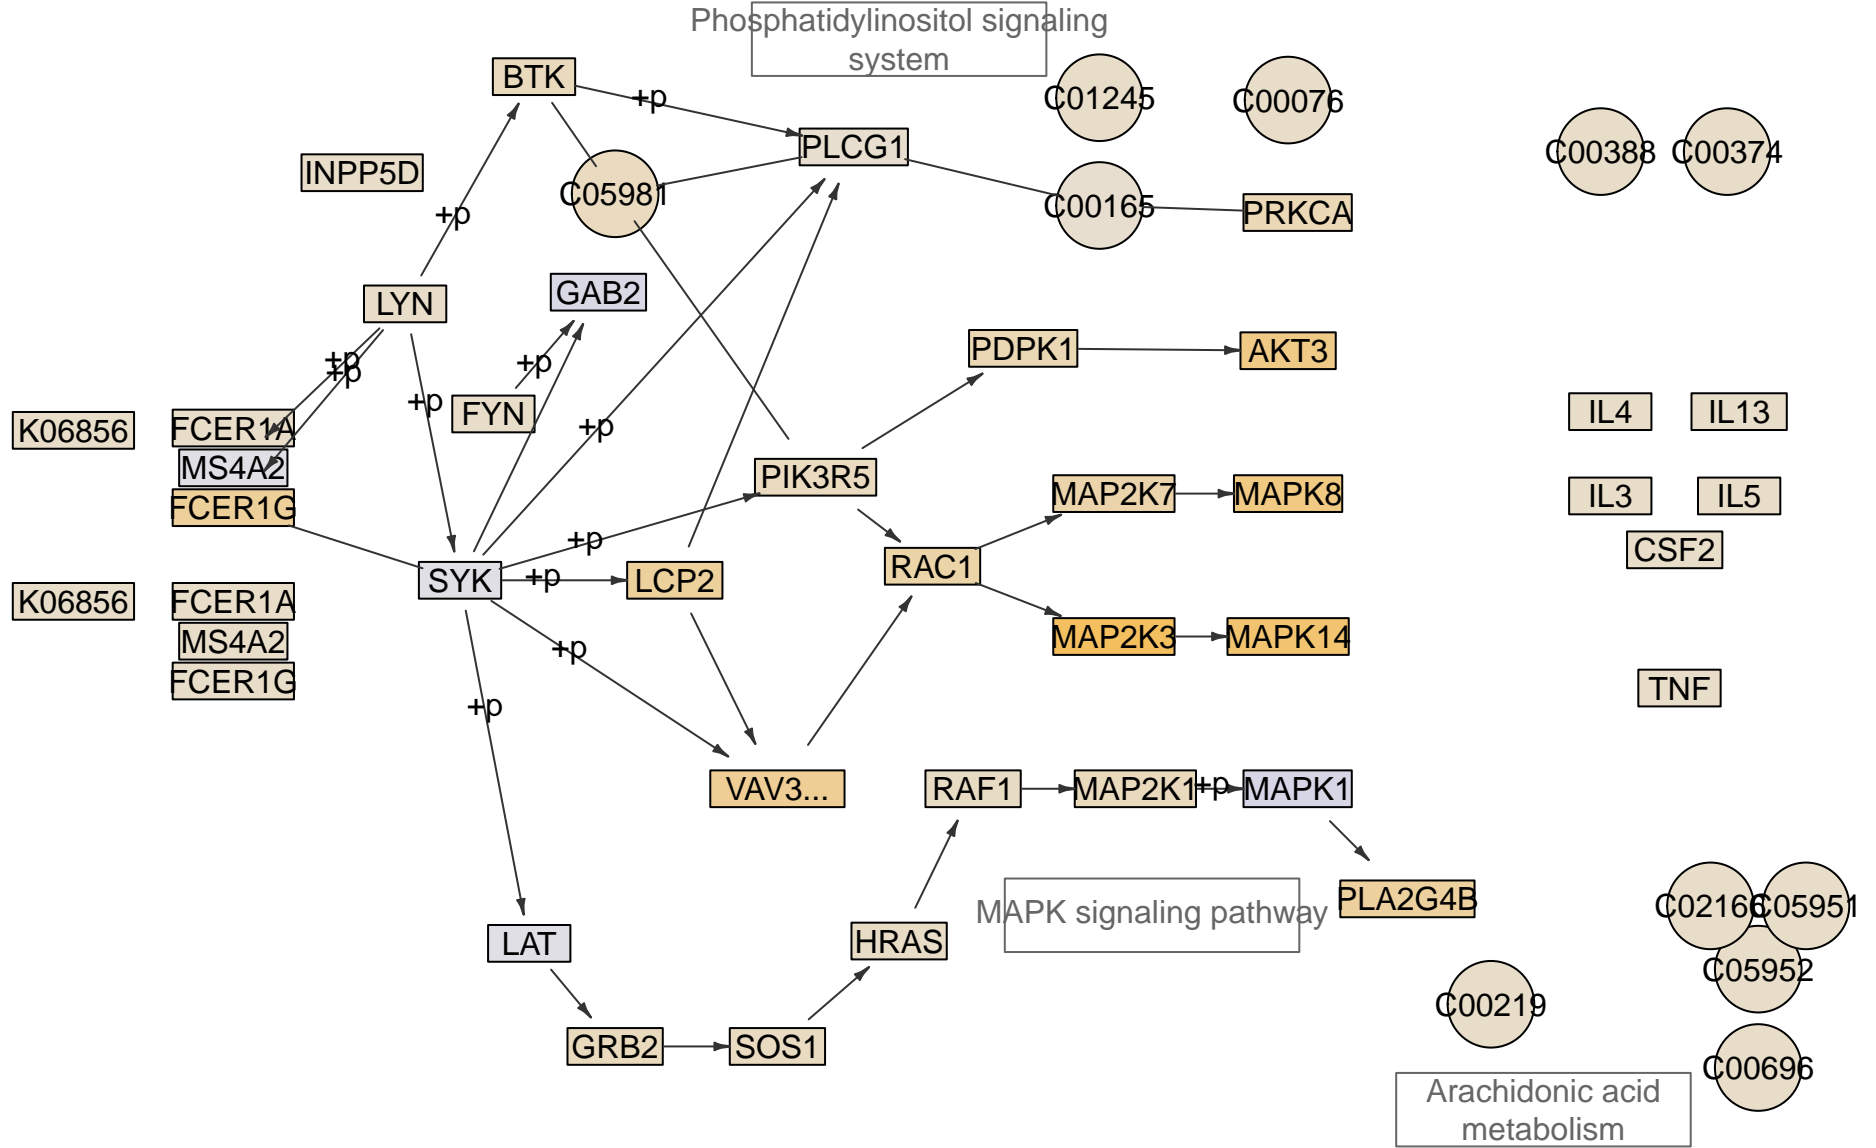 Phosphatidylinositol signaling
system
BTK
+p
C01245
C00076
PLCG1
C00388
C00374
INPP5D
C05981
C00165
PRKCA
+p
LYN
GAB2
PDPK1
AKT3
+p
+p
+p
+p
FYN
+p
IL4
IL13
K06856
FCER1A
MS4A2
FCER1G
PIK3R5
MAP2K7
MAPK8
IL3
IL5
+p
CSF2
SYK
+p
LCP2
RAC1
K06856
FCER1A
MS4A2
FCER1G
+p
MAP2K3
MAPK14
+p
TNF
VAV3...
RAF1
MAP2K1
+p
MAPK1
MAPK signaling pathway
PLA2G4B
C02166
C05951
LAT
HRAS
C05952
C00219
GRB2
SOS1
C00696
Arachidonic acid
metabolism